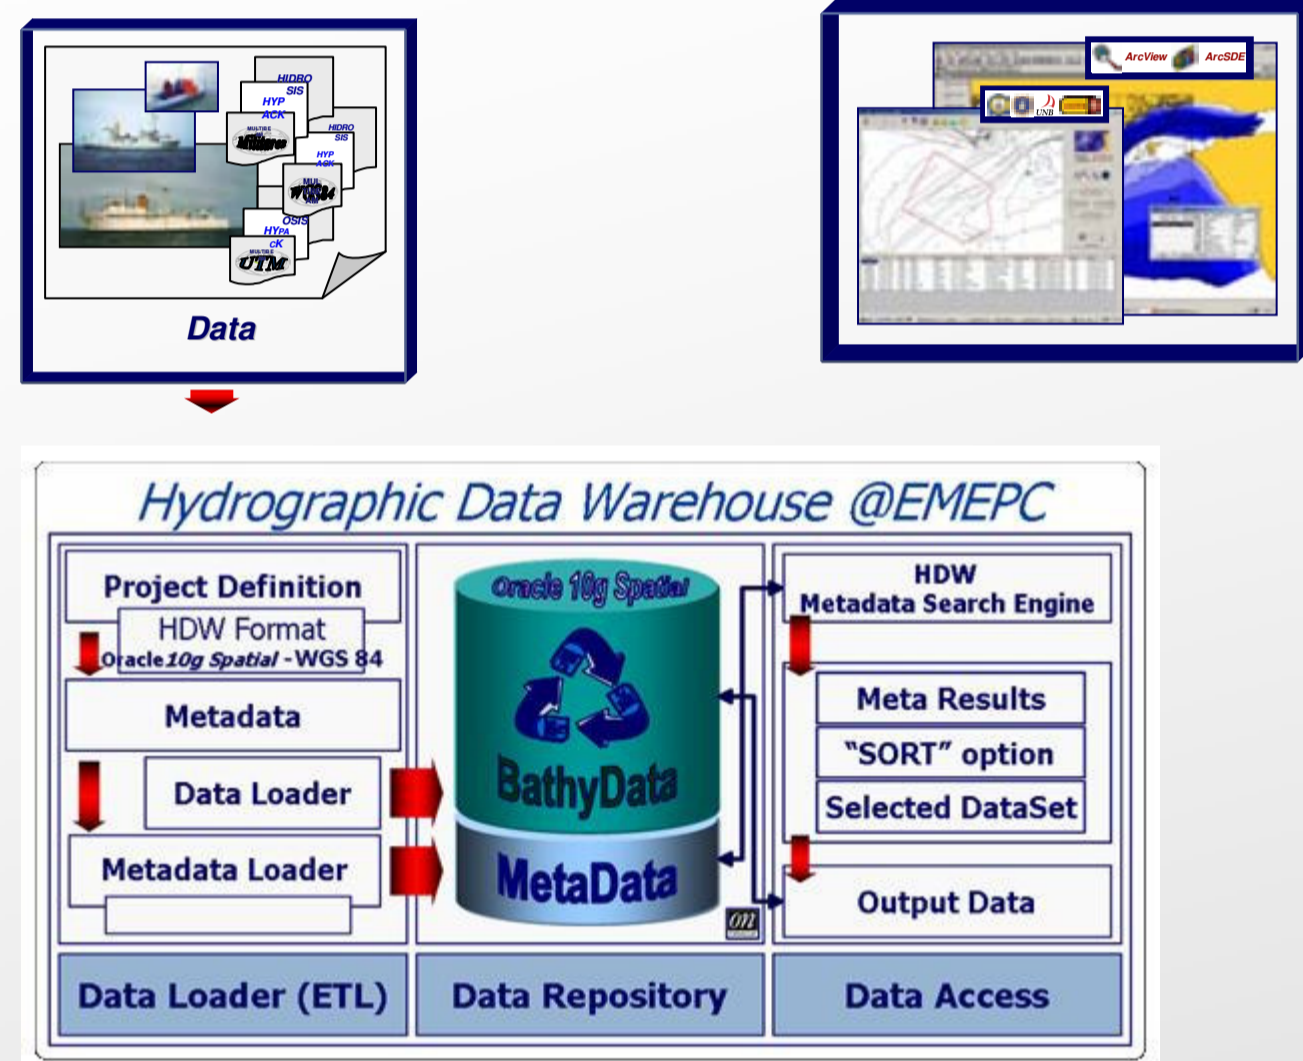 HIDRO
SIS
HYP
ACK
HIDRO
SIS
HYP
ACK
WGS84
OSIS
HYPA
cK
UTM
Data
ArcView
ArcSDE
UNB
Hydrographic Data Warehouse @EMEPC
Project Definition
HDW Format
Oracle 10g Spatial - WGS 84
Metadata
Data Loader
Metadata Loader
Data Loader (ETL)
Oracle 10g Spatial
BathyData
MetaData
on
Data Repository
HDW
Metadata Search Engine
Meta Results
“SORT” option
Selected DataSet
Output Data
Data Access